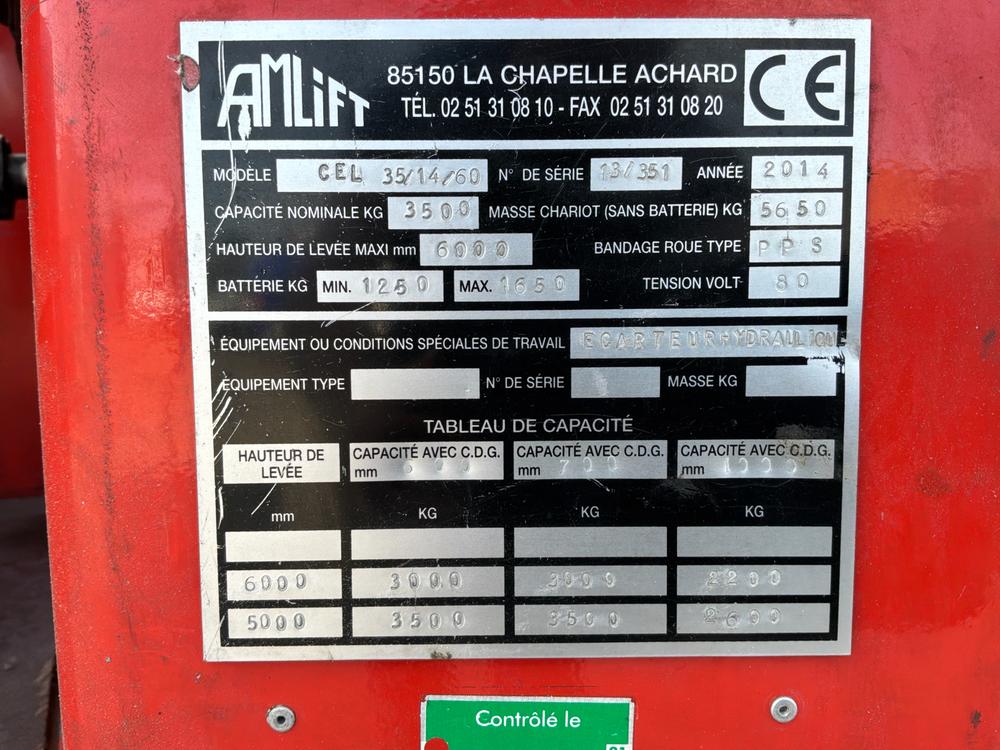 AMLIFT
85150 LA CHAPELLE ACHARD
TÉL. 02 51 31 08 10 - FAX 02 51 31 08 20
CE
MODÈLE CEL 35/14/60 N° DE SÉRIE 13/351 ANNÉE 2014
CAPACITÉ NOMINALE KG 3500 MASSE CHARIOT (SANS BATTERIE) KG 5650
HAUTEUR DE LEVÉE MAXI mm 6000 BANDAGE ROUE TYPE PPS
BATTERIE KG MIN. 1250 MAX. 1650 TENSION VOLT 80
ÉQUIPEMENT OU CONDITIONS SPÉCIALES DE TRAVAIL ECARTEUR HYDRAULIQUE
ÉQUIPEMENT TYPE N° DE SÉRIE MASSE KG
TABLEAU DE CAPACITÉ
HAUTEUR DE LEVÉE CAPACITÉ AVEC C.D.G. mm CAPACITÉ AVEC C.D.G. mm 700 CAPACITÉ AVEC C.D.G. mm 1000
mm KG KG KG
6000 3000 3000 2200
5000 3500 3500 2600
Contrôlé le